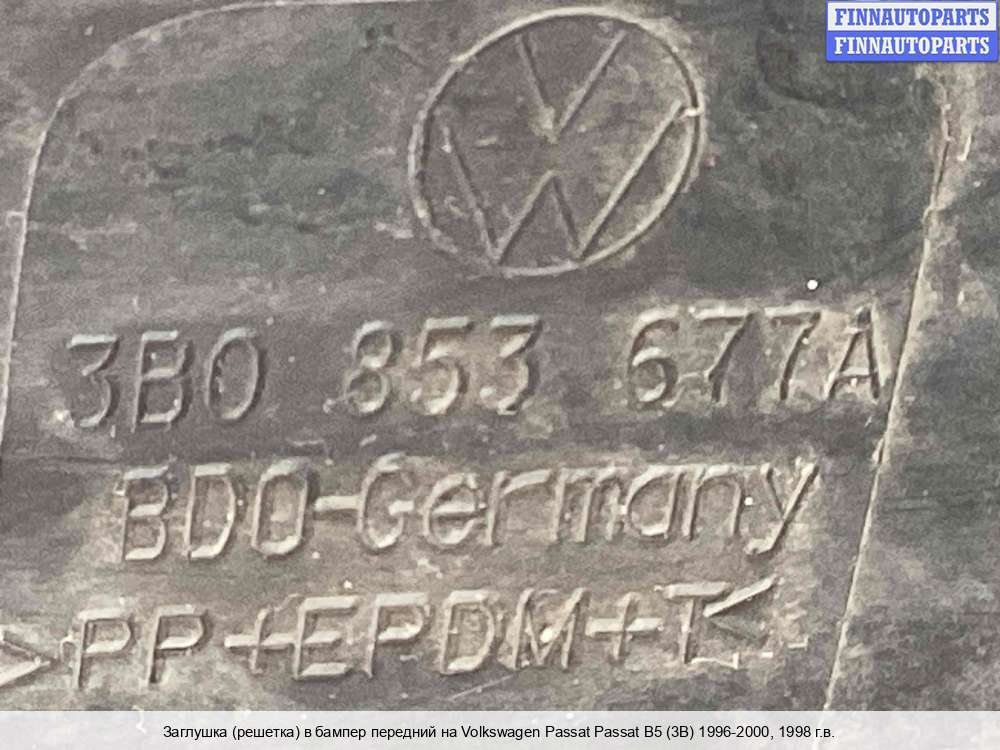 FINNAUTOPARTS
FINNAUTOPARTS
3B0 853 677A
BDO-Germany
>PP+EPDM+T<
Заглушка (решетка) в бампер передний на Volkswagen Passat Passat B5 (3B) 1996-2000, 1998 г.в.